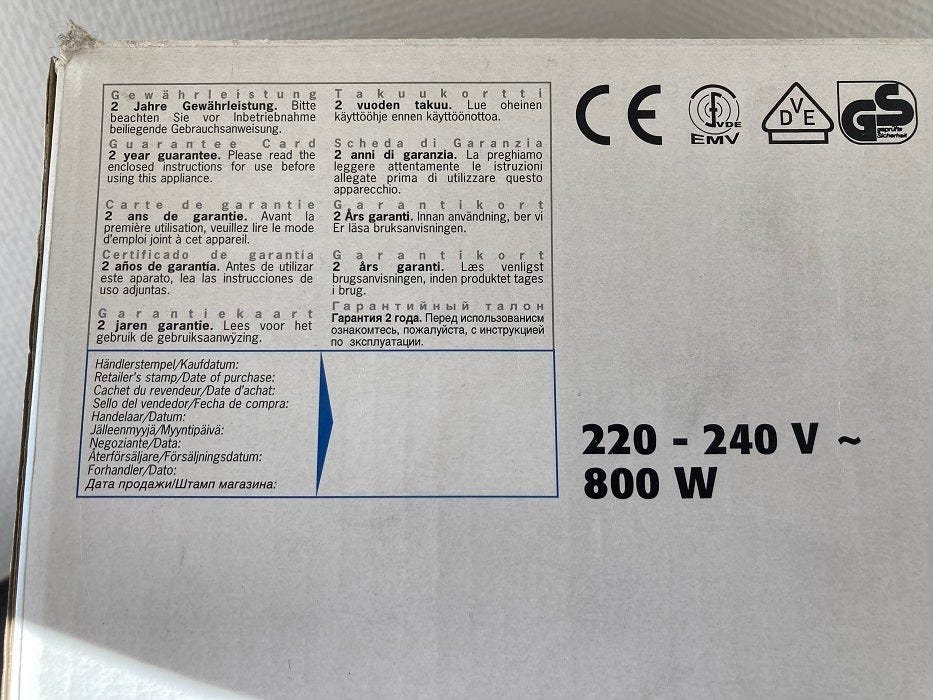 Gewährleistung
2 Jahre Gewährleistung. Bitte
beachten Sie vor Inbetriebnahme
beiliegende Gebrauchsanweisung.
Guarantee Card
2 year guarantee. Please read the
enclosed instructions for use before
using this appliance.
Carte de garantie
2 ans de garantie. Avant la
première utilisation, veuillez lire le mode
d'emploi joint à cet apareil.
Certificado de garantía
2 años de garantía. Antes de utilizar
este aparato, lea las instrucciones de
uso adjuntas.
Garantiekaart
2 jaren garantie. Lees voor het
gebruik de gebruiksaanwÿzing.
Takuukortti
2 vuoden takuu. Lue oheinen
käyttöohje ennen käyttöönottoa.
Scheda di Garanzia
2 anni di garanzia. La preghiamo
leggere attentamente le istruzioni
allegate prima di utilizzare questo
apparecchio.
Garantikort
2 Års garanti. Innan användning, ber vi
Er läsa bruksanvisningen.
Garantikort
2 års garanti. Læs venligst
brugsanvisningen, inden produktet tages
i brug.
Гарантийный талон
Гарантия 2 года. Перед использованисм
ознакомтесь, пожалуйста, с инструкцией
по эксплуатации.
Händlerstempel/Kaufdatum:
Retailer's stamp/Date of purchase:
Cachet du revendeur/Date d'achat:
Sello del vendedor/Fecha de compra:
Handelaar/Datum:
Jälleenmyyjä/Myyntipäivä:
Negoziante/Data:
Återförsäljare/Försäljningsdatum:
Forhandler/Dato:
Дата продажи/Штамп магазина:
CE
VDE
EMV
VDE
GS
geprüfte
Sicherheit
220 - 240 V ~
800 W